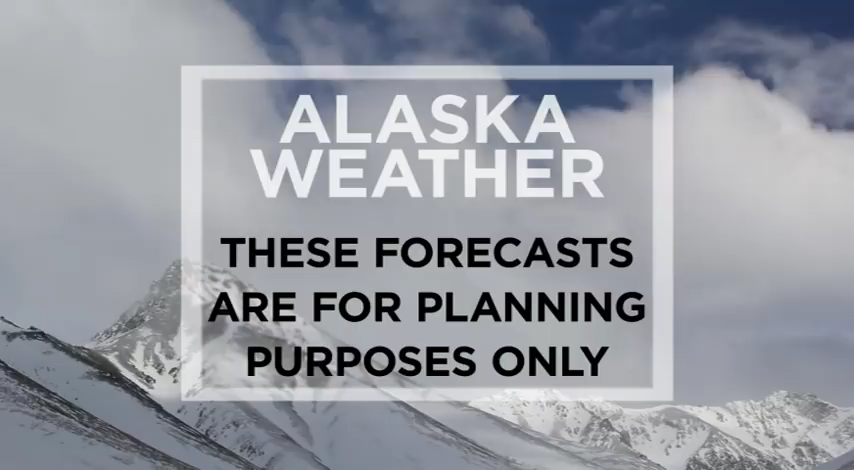 ALASKA
WEATHER
THESE FORECASTS
ARE FOR PLANNING
PURPOSES ONLY